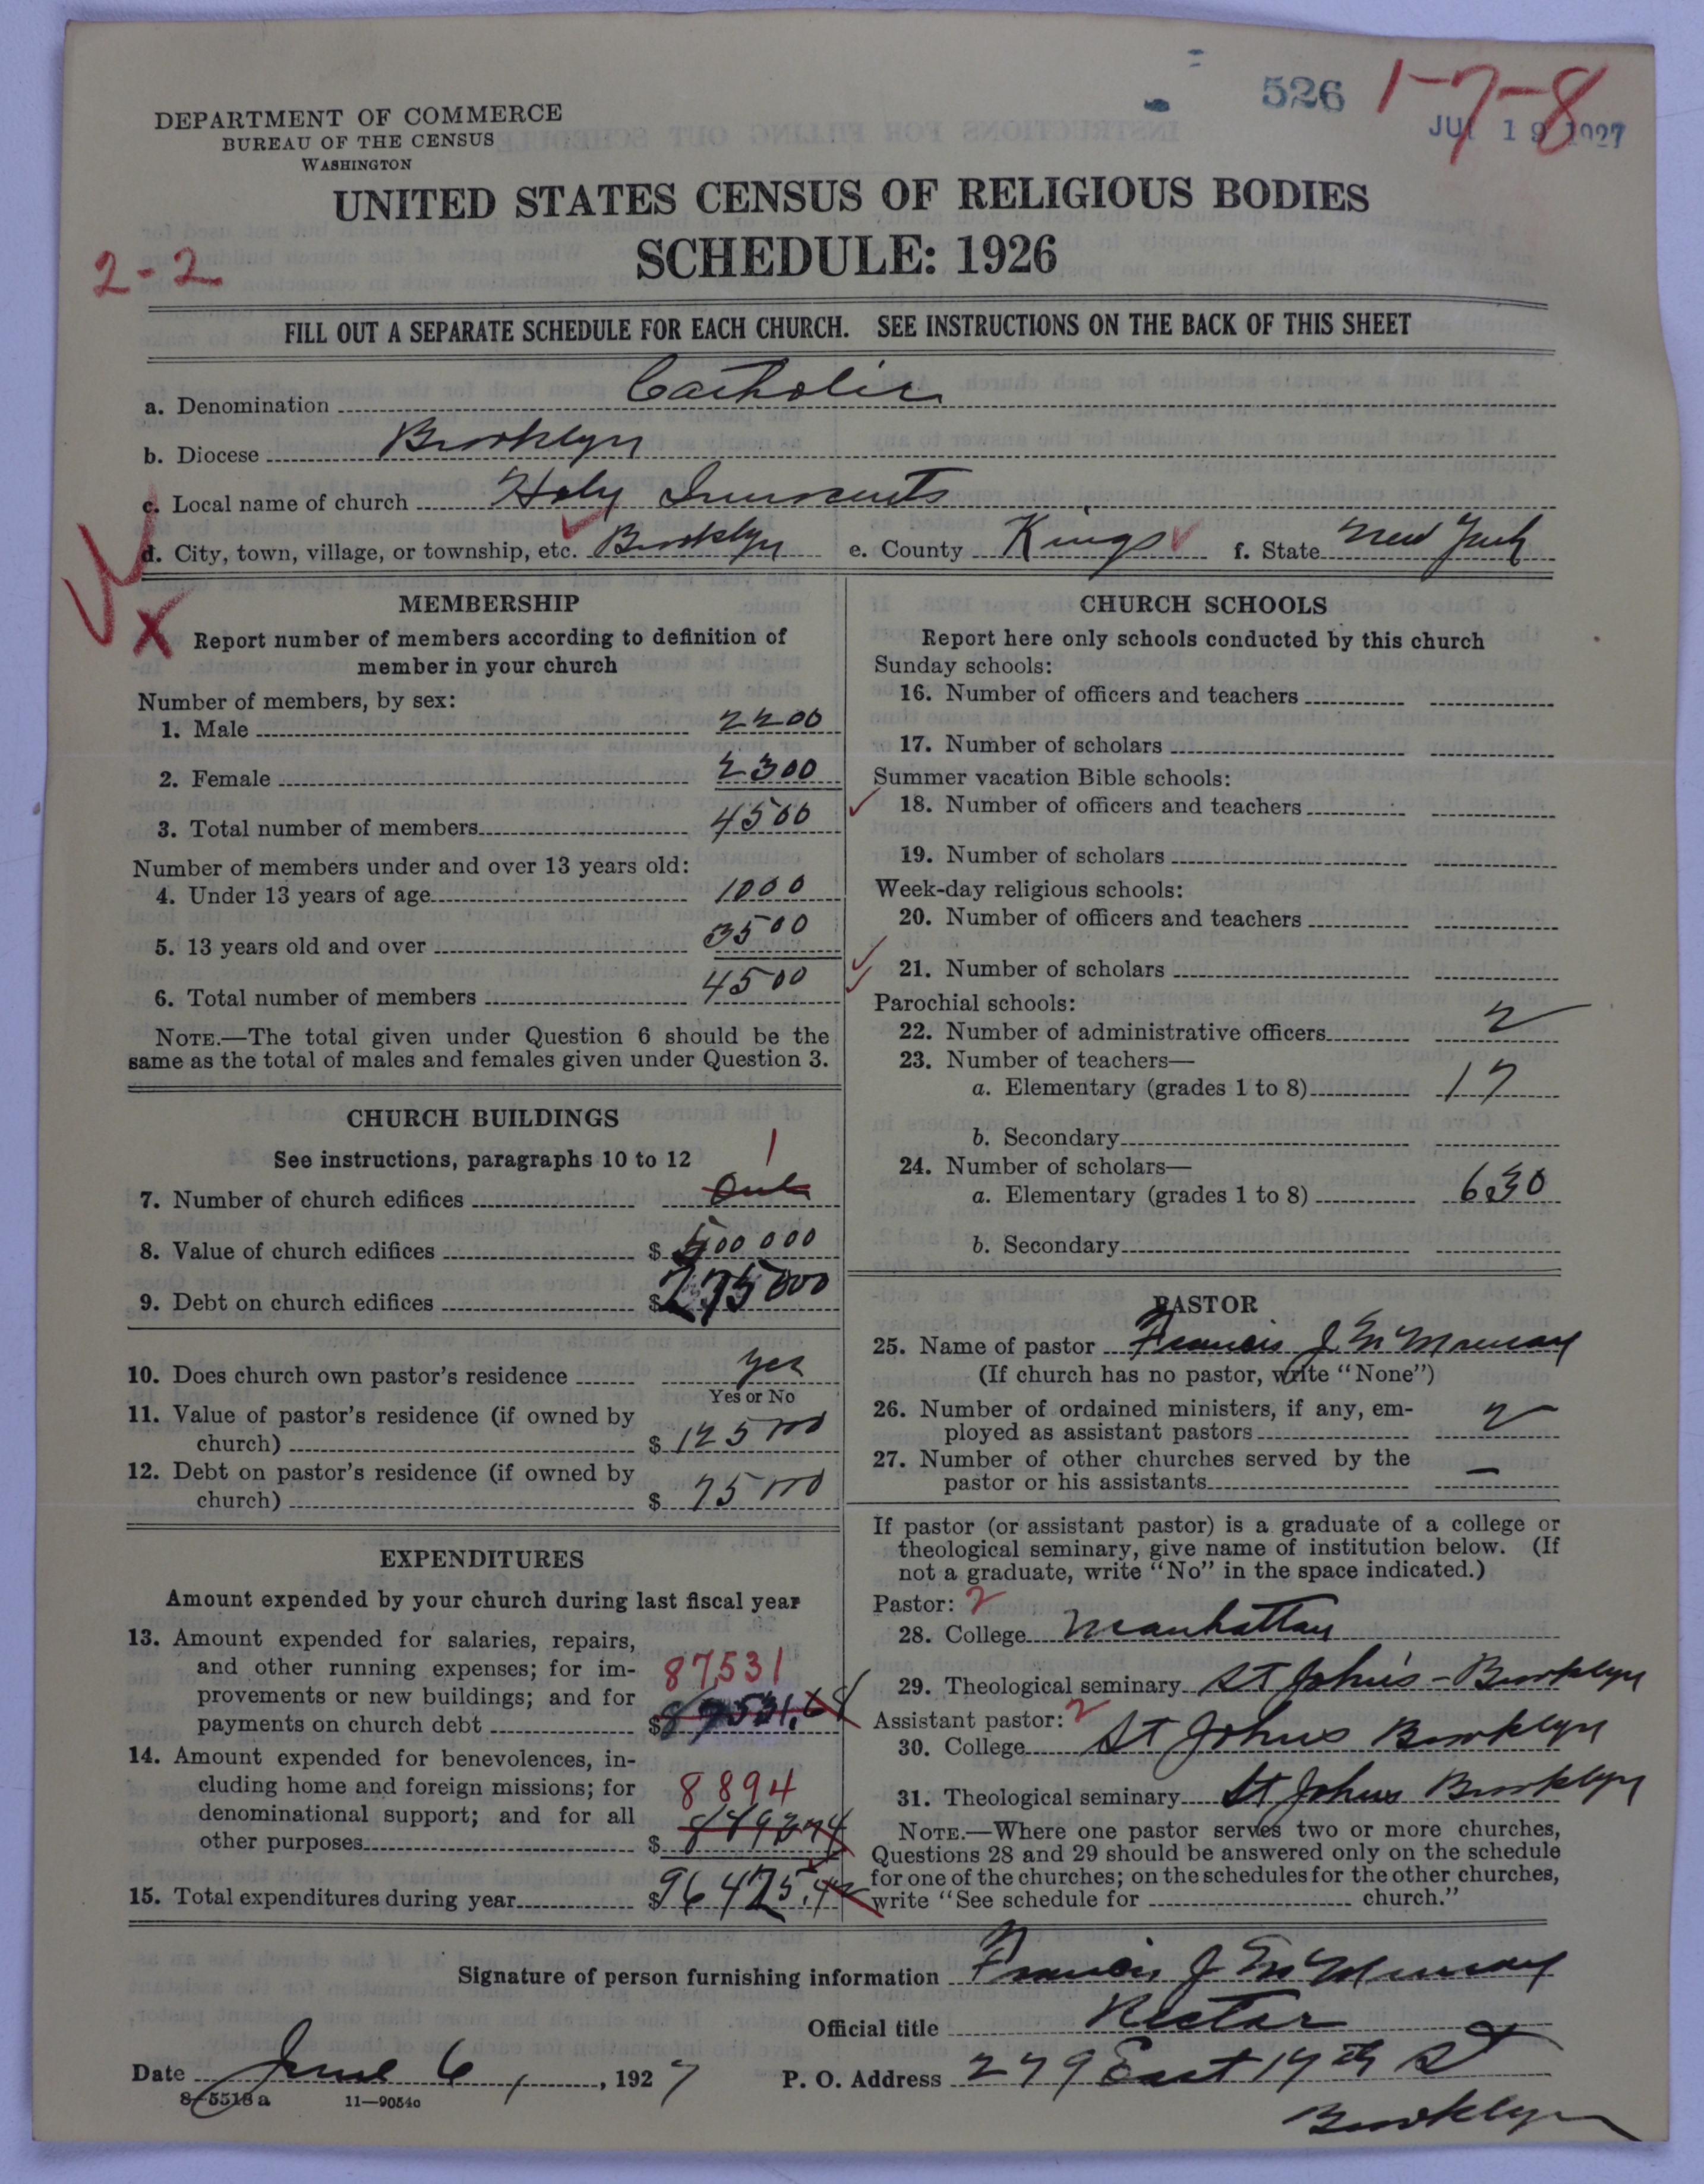 526 1-7-8
JUL 19 1927
DEPARTMENT OF COMMERCE
BUREAU OF THE CENSUS
WASHINGTON
UNITED STATES CENSUS OF RELIGIOUS BODIES
SCHEDULE: 1926
2-2
FILL OUT A SEPARATE SCHEDULE FOR EACH CHURCH. SEE INSTRUCTIONS ON THE BACK OF THIS SHEET
a. Denomination Catholic
b. Diocese Brooklyn
c. Local name of church Holy Innocents
d. City, town, village, or township, etc. Brooklyn e. County Kings f. State New York
MEMBERSHIP
Report number of members according to definition of
member in your church
Number of members, by sex:
1. Male 2200
2. Female 2300
3. Total number of members 4500
Number of members under and over 13 years old:
4. Under 13 years of age 1000
5. 13 years old and over 3500
6. Total number of members 4500
NOTE.—The total given under Question 6 should be the
same as the total of males and females given under Question 3.
CHURCH BUILDINGS
See instructions, paragraphs 10 to 12
1
7. Number of church edifices One
8. Value of church edifices $ 500 000
9. Debt on church edifices $ 275 000
10. Does church own pastor's residence yes
Yes or No
11. Value of pastor's residence (if owned by
church) $ 125 000
12. Debt on pastor's residence (if owned by
church) $ 75 000
EXPENDITURES
Amount expended by your church during last fiscal year
13. Amount expended for salaries, repairs,
and other running expenses; for im-
provements or new buildings; and for
87,531
payments on church debt $ 87531.68
14. Amount expended for benevolences, in-
cluding home and foreign missions; for
8894
denominational support; and for all
other purposes $
15. Total expenditures during year $ 96425.42
CHURCH SCHOOLS
Report here only schools conducted by this church
Sunday schools:
16. Number of officers and teachers
17. Number of scholars
Summer vacation Bible schools:
18. Number of officers and teachers
19. Number of scholars
Week-day religious schools:
20. Number of officers and teachers
21. Number of scholars
Parochial schools:
22. Number of administrative officers 2
23. Number of teachers—
a. Elementary (grades 1 to 8) 17
b. Secondary
24. Number of scholars—
a. Elementary (grades 1 to 8) 630
b. Secondary
PASTOR
25. Name of pastor Francis J McMurray
(If church has no pastor, write "None")
26. Number of ordained ministers, if any, em-
ployed as assistant pastors 2
27. Number of other churches served by the
pastor or his assistants —
If pastor (or assistant pastor) is a graduate of a college or
theological seminary, give name of institution below. (If
not a graduate, write "No" in the space indicated.)
Pastor: 2
28. College Manhattan
29. Theological seminary St Johns - Brooklyn
Assistant pastor: 2
30. College St Johns Brooklyn
31. Theological seminary St Johns Brooklyn
NOTE.—Where one pastor serves two or more churches,
Questions 28 and 29 should be answered only on the schedule
for one of the churches; on the schedules for the other churches,
write "See schedule for church."
Signature of person furnishing information Francis J McMurray
Official title Rector
Date June 6, 1927 P. O. Address 279 East 17th St
Brooklyn
8-5518 a 11-9054c